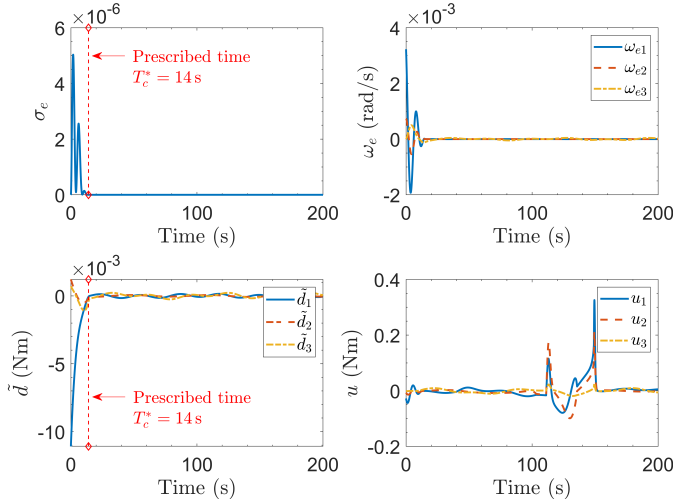 ×10⁻⁶
6
4
2
0
σₑ
Prescribed time
T_c^* = 14 s
0
100
200
Time (s)
×10⁻³
4
2
0
-2
ωₑ (rad/s)
ωₑ₁
ωₑ₂
ωₑ₃
0
100
200
Time (s)
×10⁻³
0
-5
-10
d̃ (Nm)
d̃₁
d̃₂
d̃₃
Prescribed time
T_c^* = 14 s
0
100
200
Time (s)
0.4
0.2
0
-0.2
u (Nm)
u₁
u₂
u₃
0
100
200
Time (s)